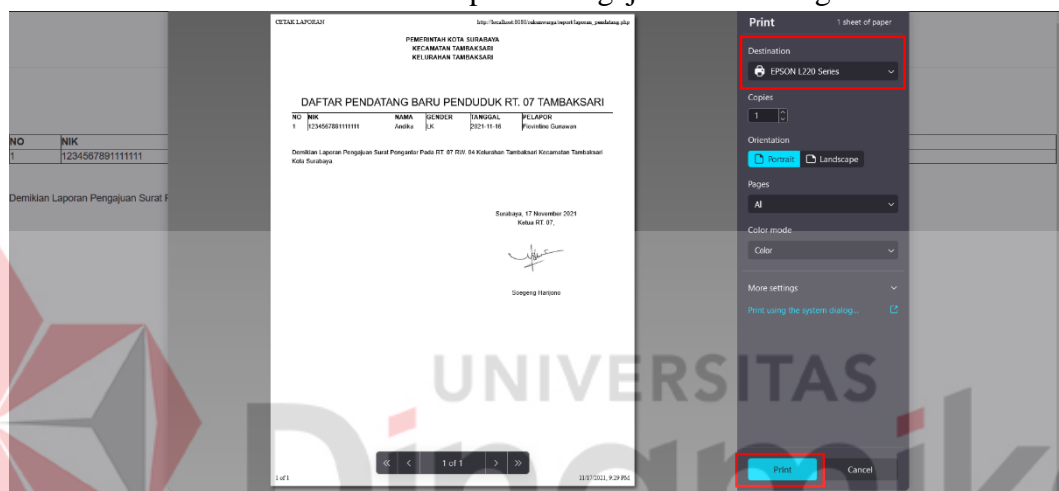 CETAK LAPORAN
http://localhost:8080/rukunwarga/report/laporan_pendatang.php
PEMERINTAH KOTA SURABAYA
KECAMATAN TAMBAKSARI
KELURAHAN TAMBAKSARI
DAFTAR PENDATANG BARU PENDUDUK RT. 07 TAMBAKSARI
NO NIK NAMA GENDER TANGGAL PELAPOR
1 1234567891111111 Andika LK 2021-11-16 Flovintine Gunawan
Demikian Laporan Pengajuan Surat Pengantar Pada RT. 07 RW. 04 Kelurahan Tambaksari Kecamatan Tambaksari
Kota Surabaya
Surabaya, 17 November 2021
Ketua RT. 07,
Soegeng Harijono
1 of 1
1 of 1
11/17/2021, 9:29 PM
NO NIK
1 1234567891111111
Demikian Laporan Pengajuan Surat
Print
1 sheet of paper
Destination
EPSON L220 Series
Copies
1
Orientation
Portrait Landscape
Pages
All
Color mode
Color
More settings
Print using the system dialog...
Print Cancel
UNIVERSITAS
Dinamika